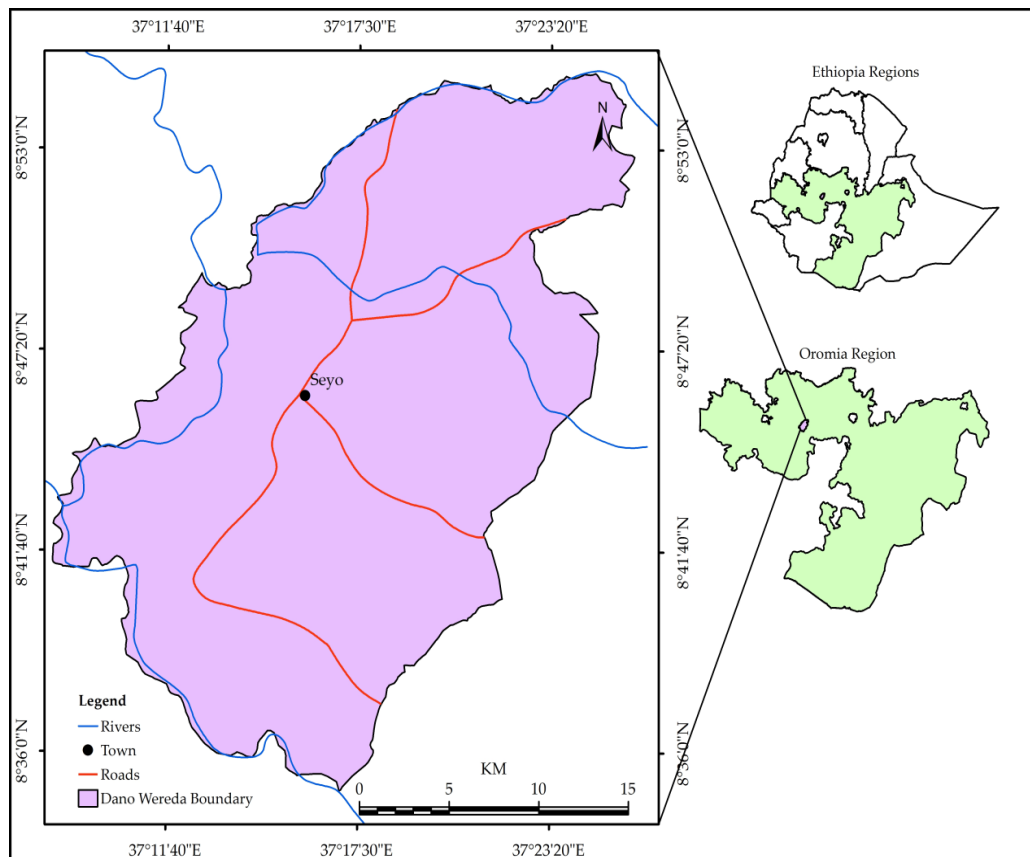 37°11'40"E
37°17'30"E
37°23'20"E
Ethiopia Regions
N
8°53'0"N
8°53'0"N
8°47'20"N
8°47'20"N
Oromia Region
Seyo
8°41'40"N
8°41'40"N
Legend
Rivers
Town
Roads
Dano Wereda Boundary
KM
0 5 10 15
8°36'0"N
8°36'0"N
37°11'40"E
37°17'30"E
37°23'20"E